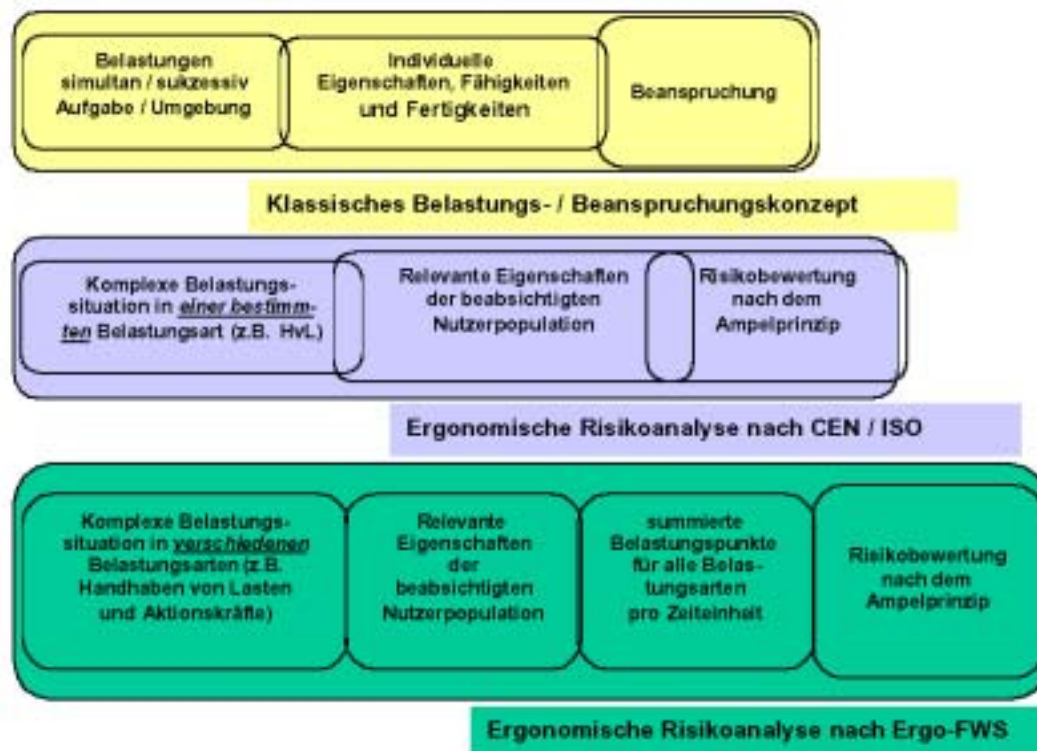 Belastungen
simultan / sukzessiv
Aufgabe / Umgebung
Individuelle
Eigenschaften, Fähigkeiten
und Fertigkeiten
Beanspruchung
Klassisches Belastungs- / Beanspruchungskonzept
Komplexe Belastungs-
situation in einer bestimm-
ten Belastungsart (z.B. HvL)
Relevante Eigenschaften
der beabsichtigten
Nutzerpopulation
Risikobewertung
nach dem
Ampelprinzip
Ergonomische Risikoanalyse nach CEN / ISO
Komplexe Belastungs-
situation in verschiedenen
Belastungsarten (z.B.
Handhaben von Lasten
und Aktionskräfte)
Relevante
Eigenschaften
der
beabsichtigten
Nutzerpopulation
summierte
Belastungspunkte
für alle Belas-
tungsarten
pro Zeiteinheit
Risikobewertung
nach dem
Ampelprinzip
Ergonomische Risikoanalyse nach Ergo-FWS